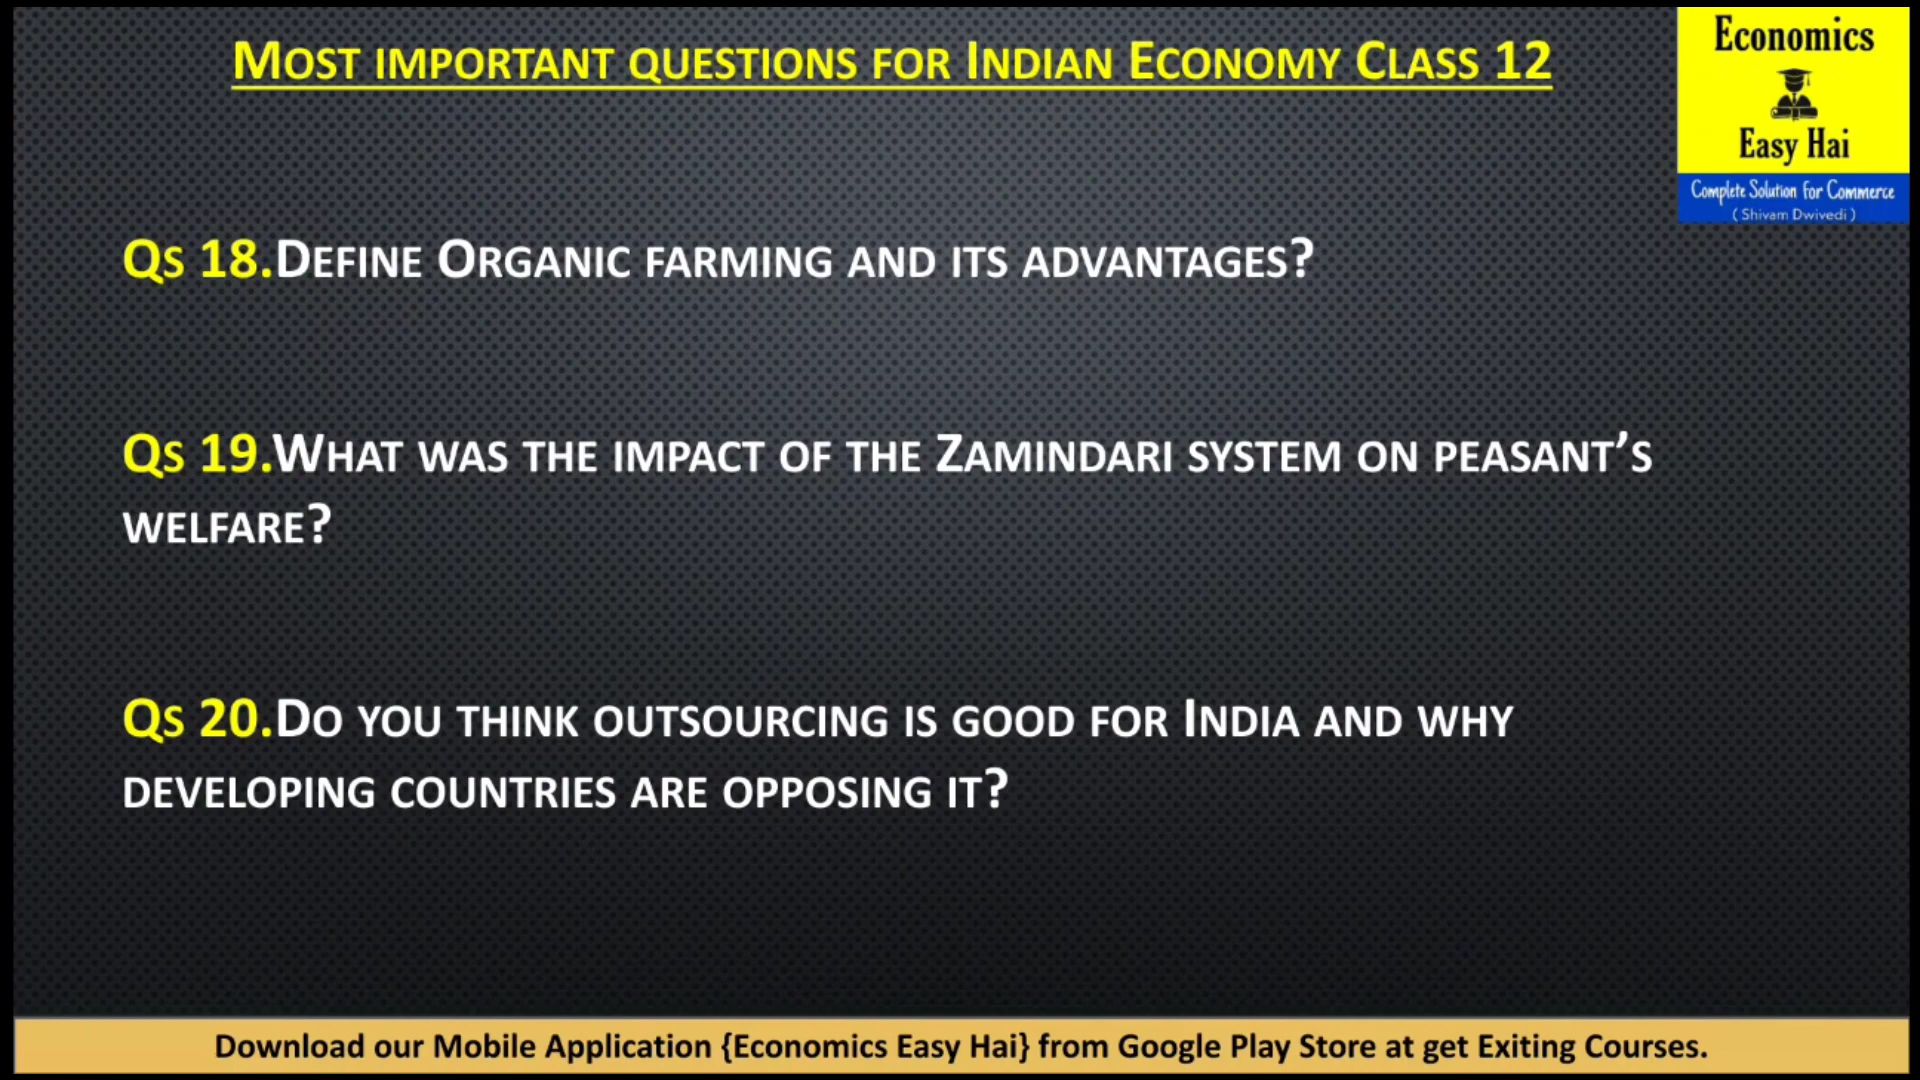 Most important questions for Indian Economy Class 12
Economics
Easy Hai
Complete Solution for Commerce
( Shivam Dwivedi )
Qs 18.Define Organic farming and its advantages?
Qs 19.What was the impact of the Zamindari system on peasant’s
welfare?
Qs 20.Do you think outsourcing is good for India and why
developing countries are opposing it?
Download our Mobile Application {Economics Easy Hai} from Google Play Store at get Exiting Courses.